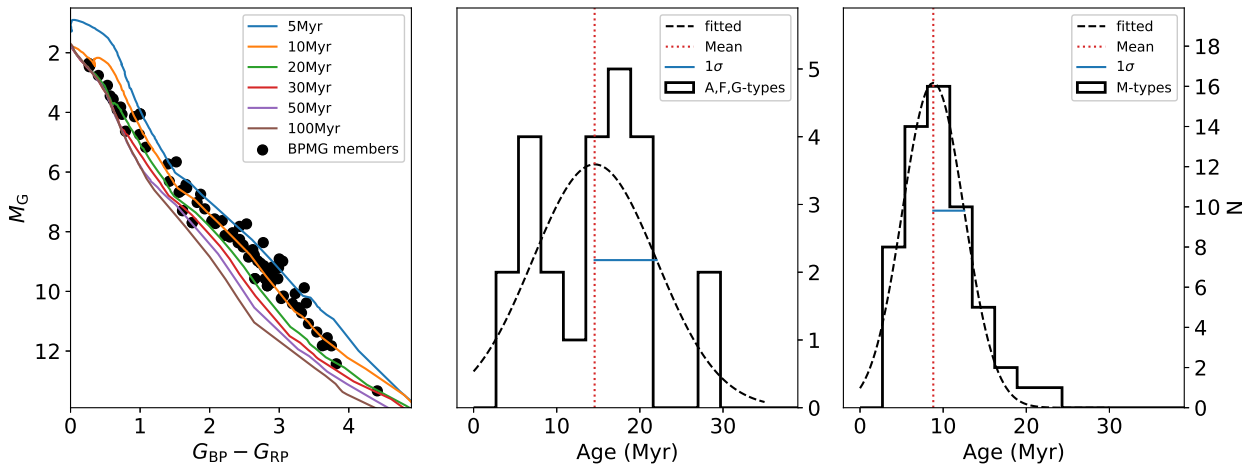 5Myr
10Myr
20Myr
30Myr
50Myr
100Myr
BPMG members
2
4
6
8
10
12
M_G
0 1 2 3 4
G_BP − G_RP
fitted
Mean
1σ
A,F,G-types
0
1
2
3
4
5
0 10 20 30
Age (Myr)
fitted
Mean
1σ
M-types
18
16
14
12
10
8
6
4
2
0
N
0 10 20 30
Age (Myr)